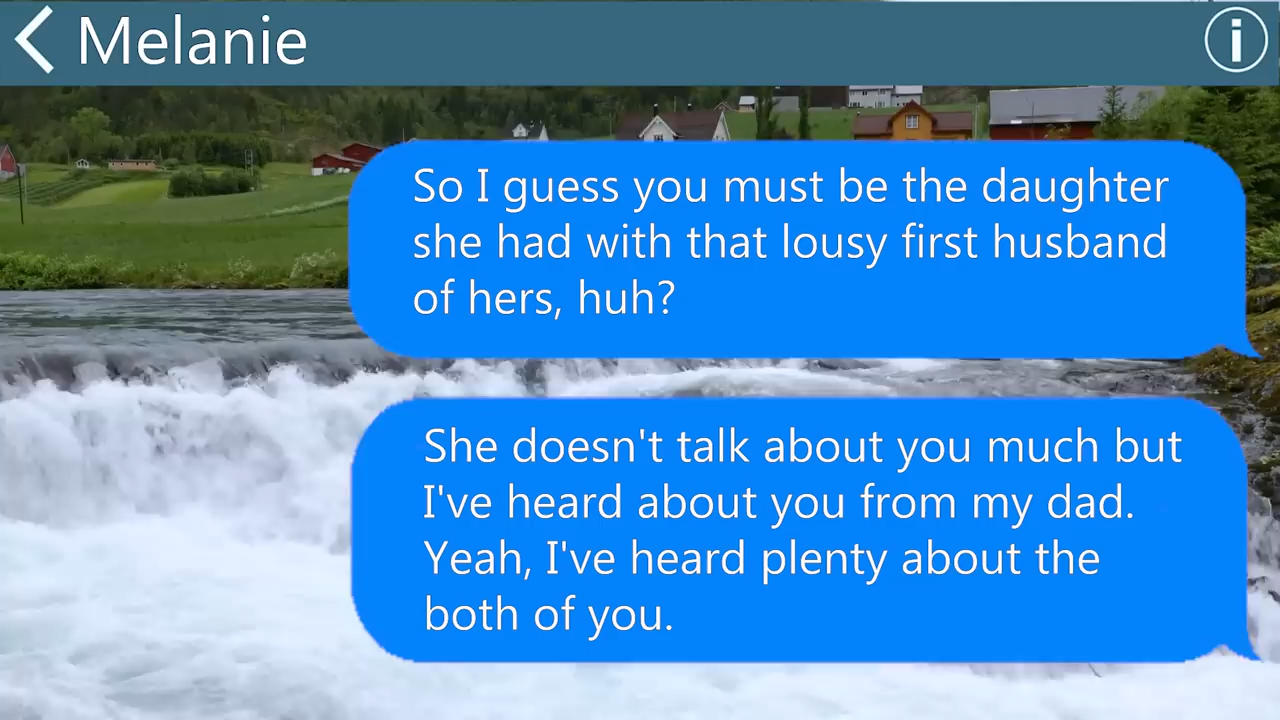 Melanie
So I guess you must be the daughter
she had with that lousy first husband
of hers, huh?
She doesn't talk about you much but
I've heard about you from my dad.
Yeah, I've heard plenty about the
both of you.